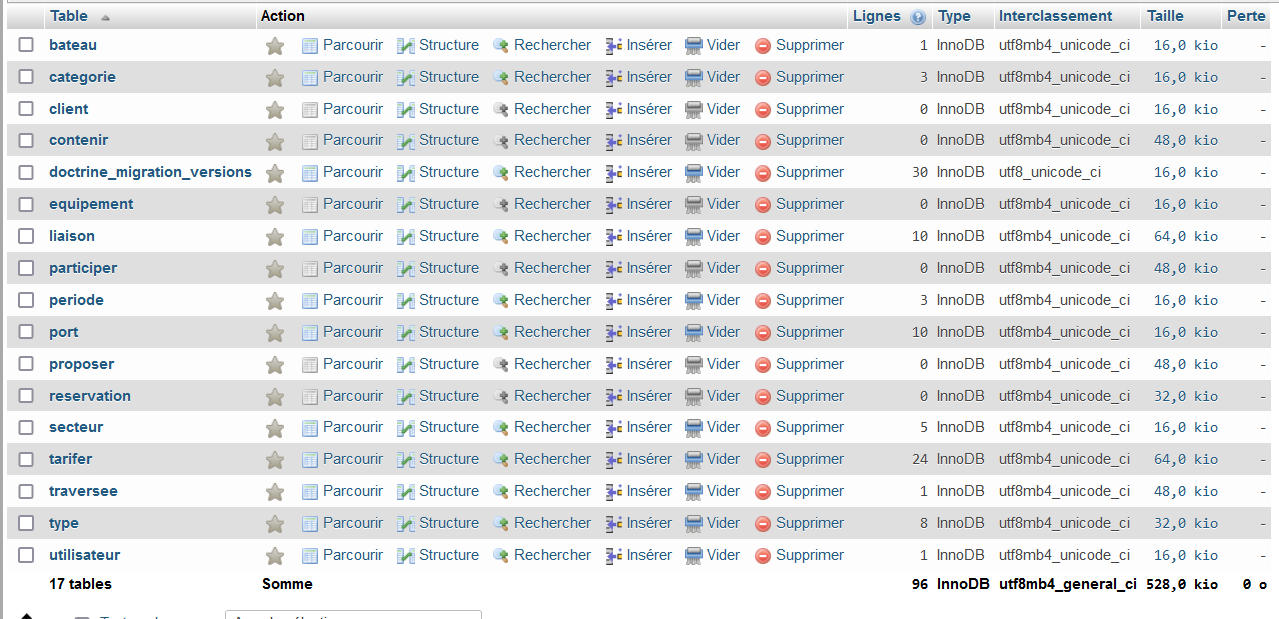 Table Action Lignes Type Interclassement Taille Perte
bateau Parcourir Structure Rechercher Insérer Vider Supprimer 1 InnoDB utf8mb4_unicode_ci 16,0 kio -
categorie Parcourir Structure Rechercher Insérer Vider Supprimer 3 InnoDB utf8mb4_unicode_ci 16,0 kio -
client Parcourir Structure Rechercher Insérer Vider Supprimer 0 InnoDB utf8mb4_unicode_ci 16,0 kio -
contenir Parcourir Structure Rechercher Insérer Vider Supprimer 0 InnoDB utf8mb4_unicode_ci 48,0 kio -
doctrine_migration_versions Parcourir Structure Rechercher Insérer Vider Supprimer 30 InnoDB utf8_unicode_ci 16,0 kio -
equipement Parcourir Structure Rechercher Insérer Vider Supprimer 0 InnoDB utf8mb4_unicode_ci 16,0 kio -
liaison Parcourir Structure Rechercher Insérer Vider Supprimer 10 InnoDB utf8mb4_unicode_ci 64,0 kio -
participer Parcourir Structure Rechercher Insérer Vider Supprimer 0 InnoDB utf8mb4_unicode_ci 48,0 kio -
periode Parcourir Structure Rechercher Insérer Vider Supprimer 3 InnoDB utf8mb4_unicode_ci 16,0 kio -
port Parcourir Structure Rechercher Insérer Vider Supprimer 10 InnoDB utf8mb4_unicode_ci 16,0 kio -
proposer Parcourir Structure Rechercher Insérer Vider Supprimer 0 InnoDB utf8mb4_unicode_ci 48,0 kio -
reservation Parcourir Structure Rechercher Insérer Vider Supprimer 0 InnoDB utf8mb4_unicode_ci 32,0 kio -
secteur Parcourir Structure Rechercher Insérer Vider Supprimer 5 InnoDB utf8mb4_unicode_ci 16,0 kio -
tarifer Parcourir Structure Rechercher Insérer Vider Supprimer 24 InnoDB utf8mb4_unicode_ci 64,0 kio -
traversee Parcourir Structure Rechercher Insérer Vider Supprimer 1 InnoDB utf8mb4_unicode_ci 48,0 kio -
type Parcourir Structure Rechercher Insérer Vider Supprimer 8 InnoDB utf8mb4_unicode_ci 32,0 kio -
utilisateur Parcourir Structure Rechercher Insérer Vider Supprimer 1 InnoDB utf8mb4_unicode_ci 16,0 kio -
17 tables Somme 96 InnoDB utf8mb4_general_ci 528,0 kio 0 o